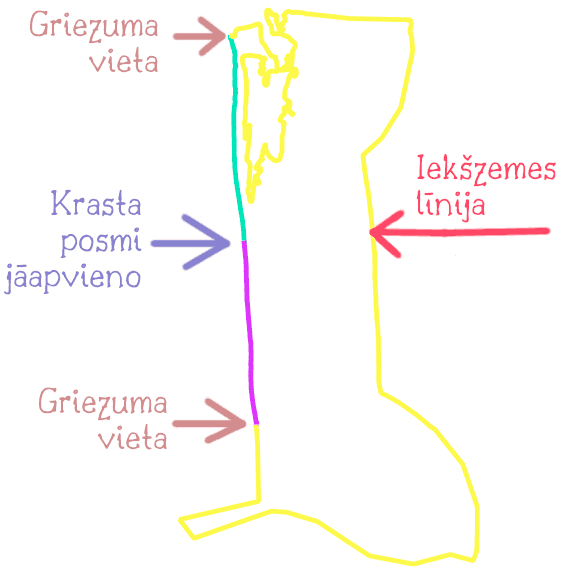 Griezuma
vieta
Iekšzemes
līnija
Krasta
posmi
jāapvieno
Griezuma
vieta